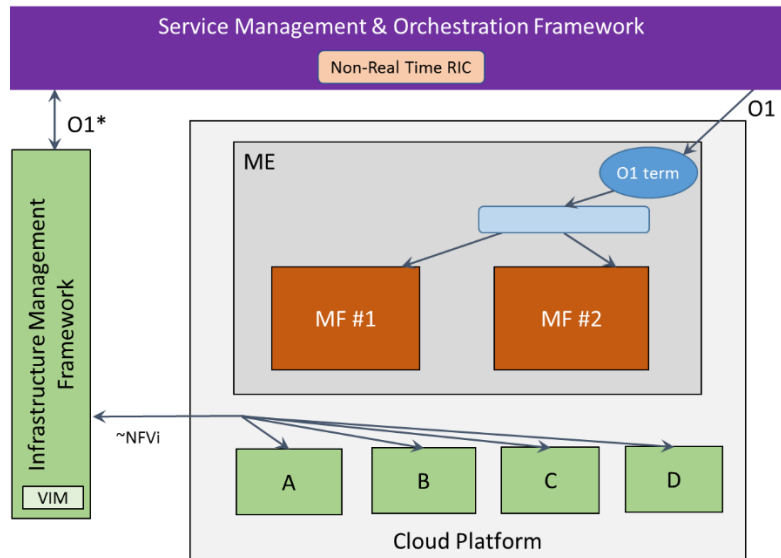 Service Management & Orchestration Framework
Non-Real Time RIC
O1*
O1
ME
O1 term
Infrastructure Management
Framework
MF #1
MF #2
~NFVi
VIM
A
B
C
D
Cloud Platform